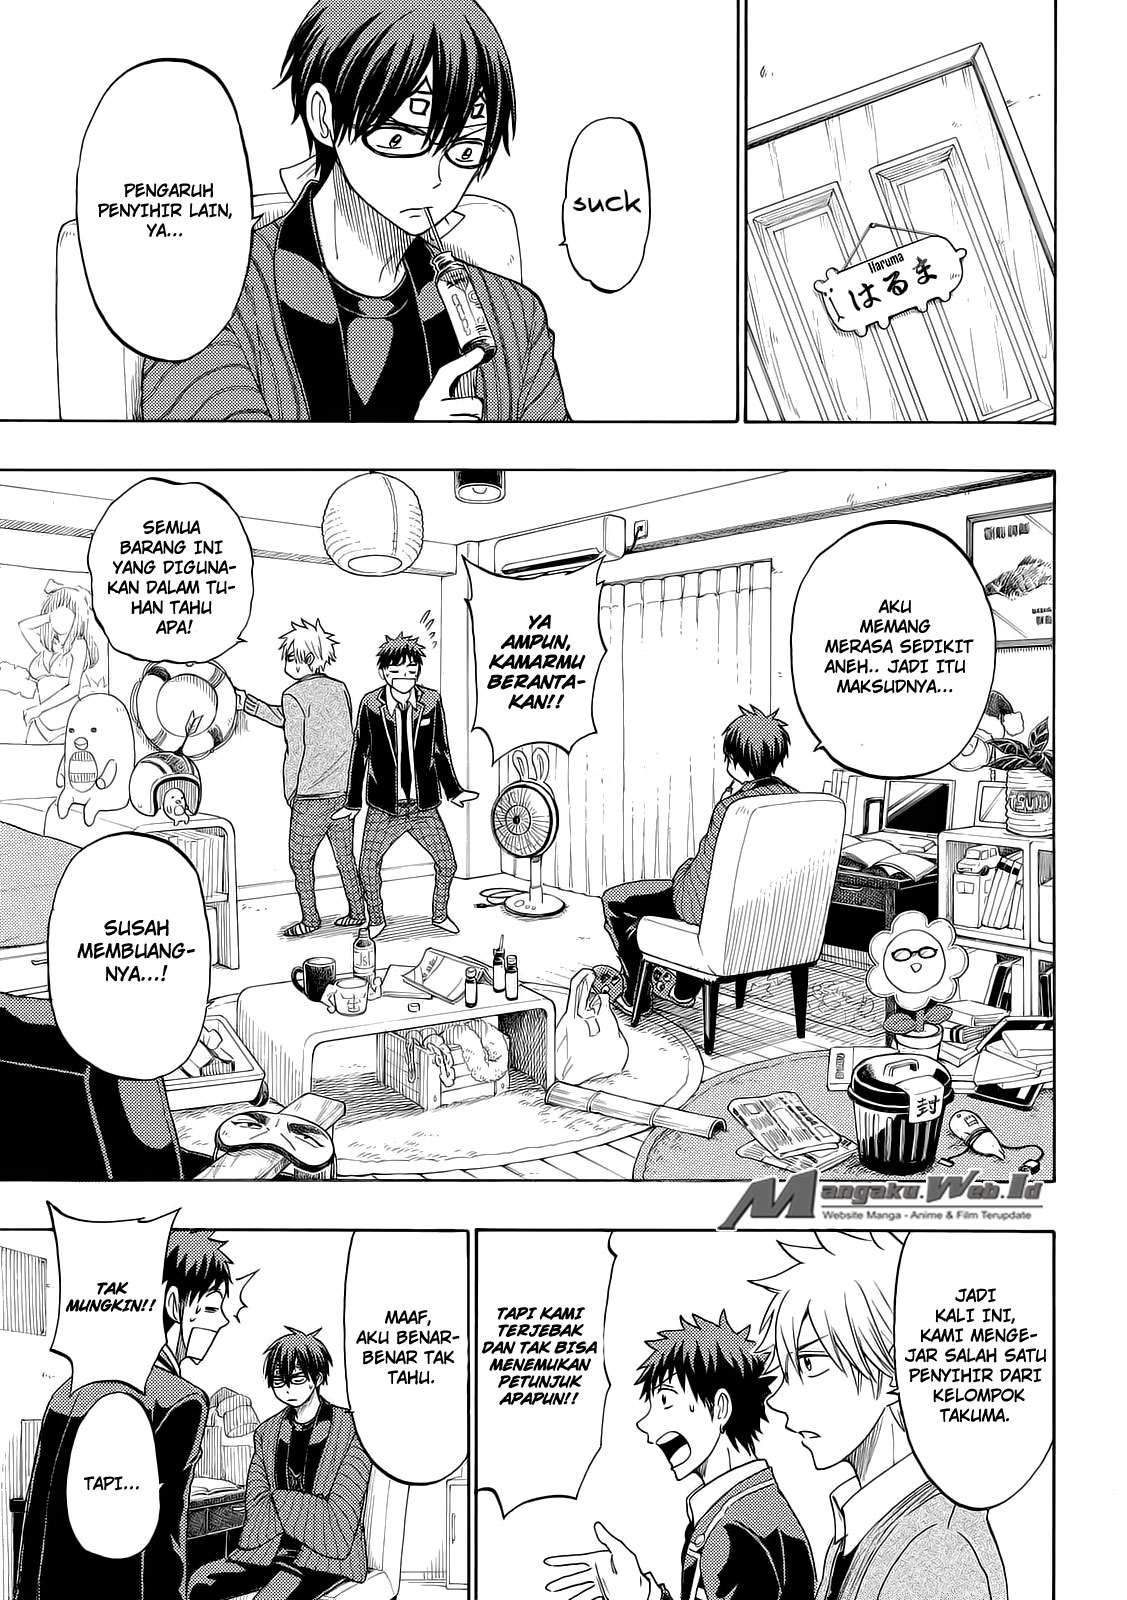 Haruma
はるま
suck
PENGARUH
PENYIHIR LAIN,
YA...
AKU
MEMANG
MERASA SEDIKIT
ANEH.. JADI ITU
MAKSUDNYA...
YA
AMPUN,
KAMARMU
BERANTA-
KAN!!
SEMUA
BARANG INI
YANG DIGUNA-
KAN DALAM TU-
HAN TAHU
APA!
SUSAH
MEMBUANG-
NYA...!
封
Mangaku.Web.Id
Website Manga - Anime & Film Terupdate
JADI
KALI INI,
KAMI MENGE-
JAR SALAH SATU
PENYIHIR DARI
KELOMPOK
TAKUMA.
TAPI KAMI
TERJEBAK
DAN TAK BISA
MENEMUKAN
PETUNJUK
APAPUN!!
MAAF,
AKU BENAR-
BENAR TAK
TAHU.
TAK
MUNGKIN!!
TAPI...